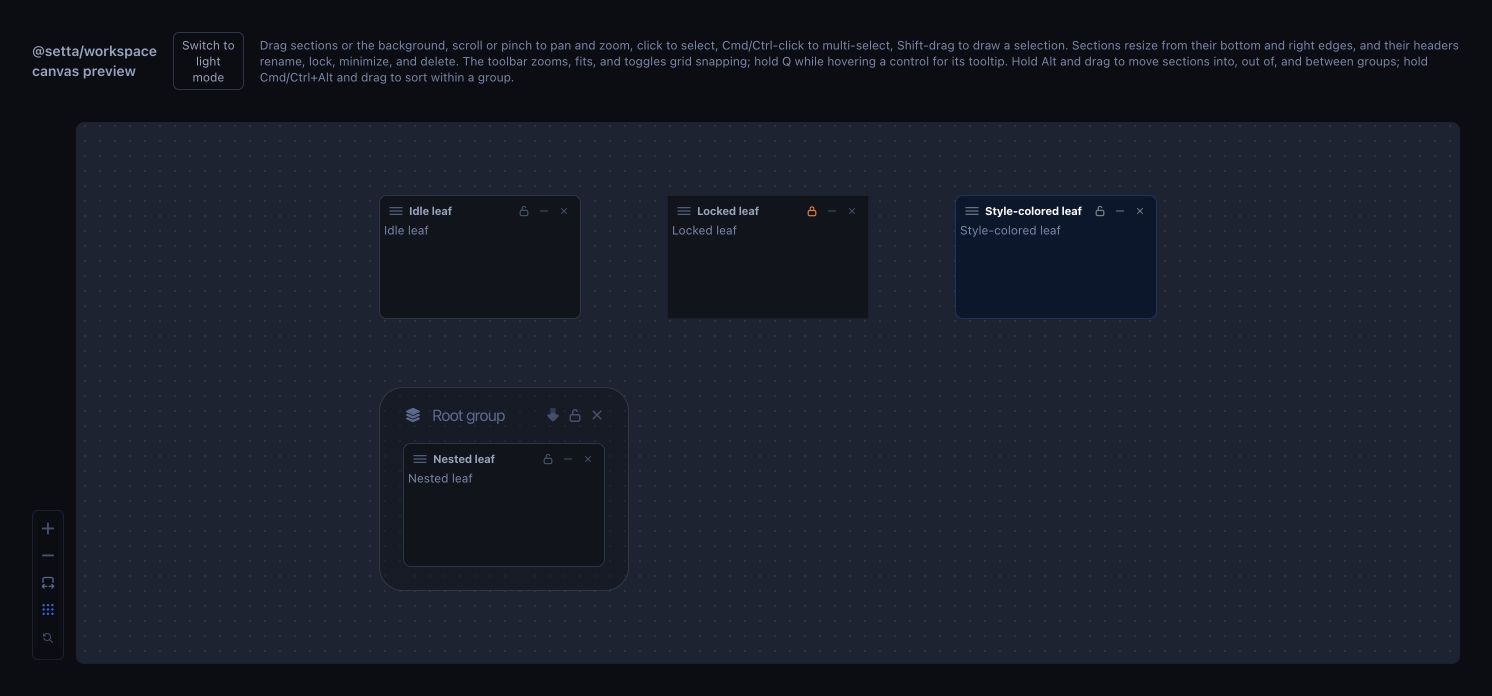 @setta/workspace
canvas preview
Switch to
light
mode
Drag sections or the background, scroll or pinch to pan and zoom, click to select, Cmd/Ctrl-click to multi-select, Shift-drag to draw a selection. Sections resize from their bottom and right edges, and their headers
rename, lock, minimize, and delete. The toolbar zooms, fits, and toggles grid snapping; hold Q while hovering a control for its tooltip. Hold Alt and drag to move sections into, out of, and between groups; hold
Cmd/Ctrl+Alt and drag to sort within a group.
Idle leaf
Idle leaf
Locked leaf
Locked leaf
Style-colored leaf
Style-colored leaf
Root group
Nested leaf
Nested leaf